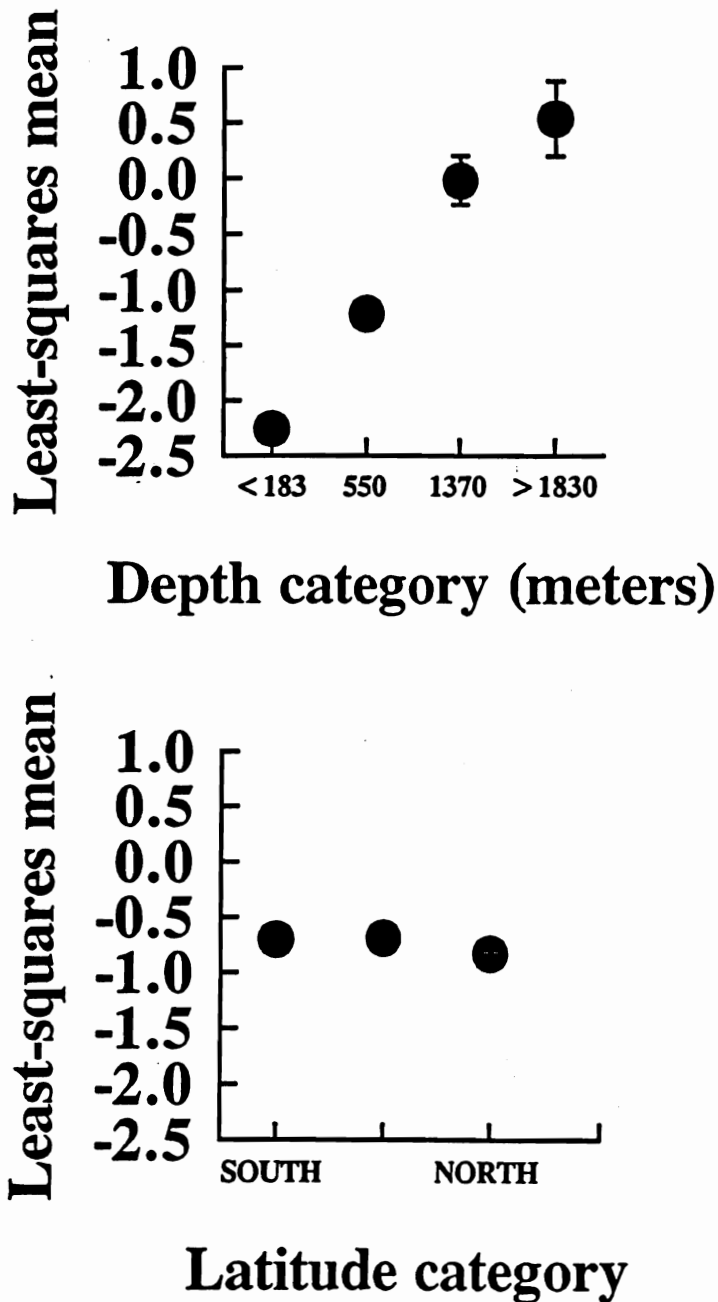 Least-squares mean
1.0
0.5
0.0
-0.5
-1.0
-1.5
-2.0
-2.5
<183 550 1370 >1830
Depth category (meters)
Least-squares mean
1.0
0.5
0.0
-0.5
-1.0
-1.5
-2.0
-2.5
SOUTH NORTH
Latitude category